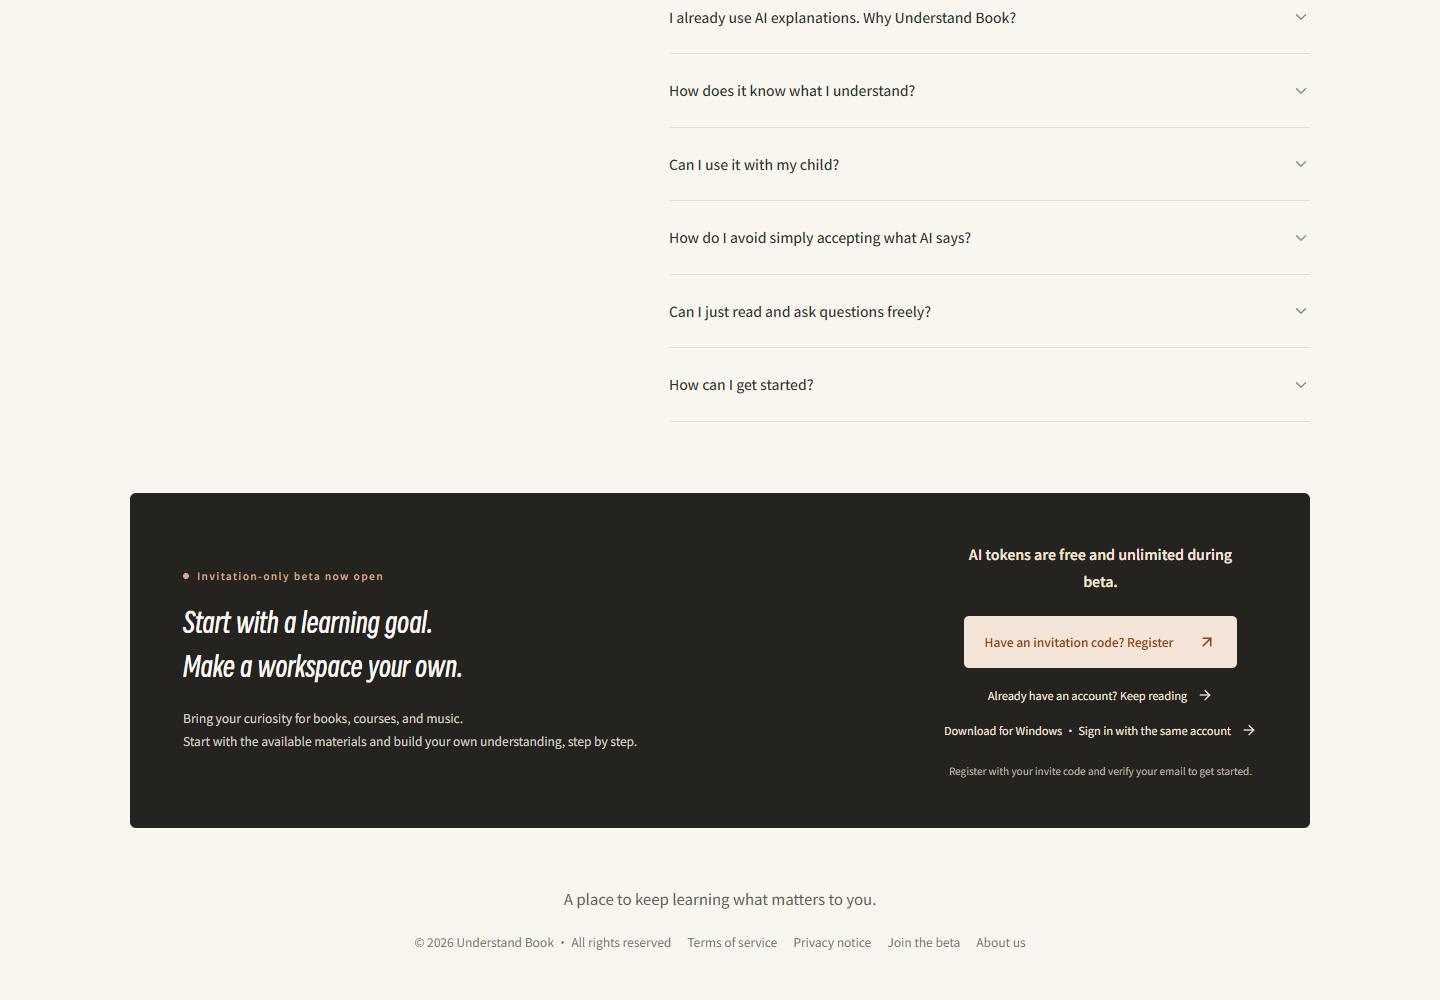 I already use AI explanations. Why Understand Book?
How does it know what I understand?
Can I use it with my child?
How do I avoid simply accepting what AI says?
Can I just read and ask questions freely?
How can I get started?
Invitation-only beta now open
Start with a learning goal.
Make a workspace your own.
Bring your curiosity for books, courses, and music.
Start with the available materials and build your own understanding, step by step.
AI tokens are free and unlimited during
beta.
Have an invitation code? Register
Already have an account? Keep reading
Download for Windows • Sign in with the same account
Register with your invite code and verify your email to get started.
A place to keep learning what matters to you.
© 2026 Understand Book • All rights reserved Terms of service Privacy notice Join the beta About us